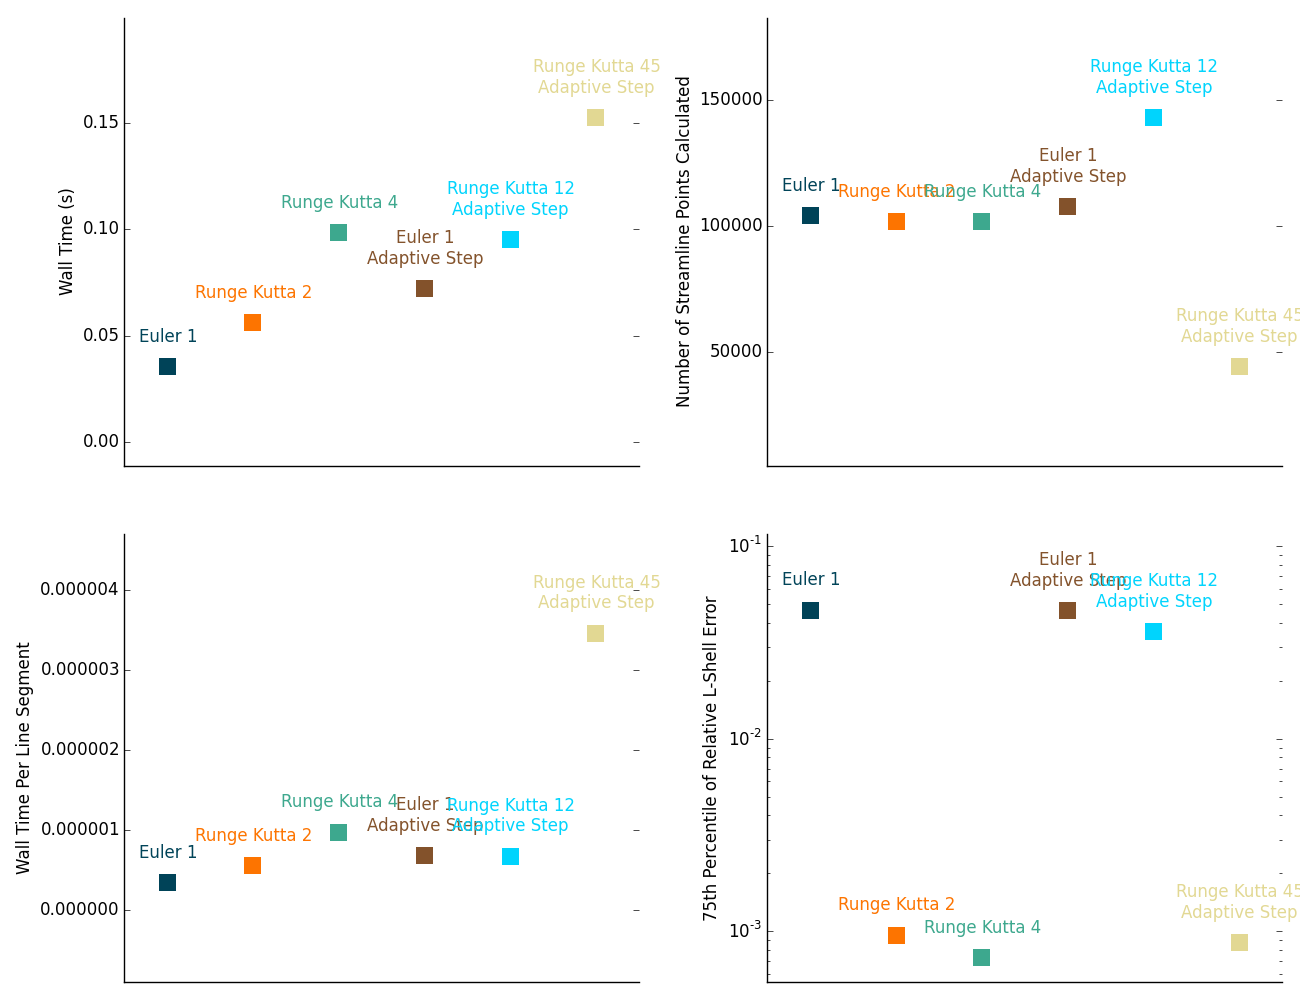 Wall Time (s)
0.15
0.10
0.05
0.00
Runge Kutta 45
Adaptive Step
Runge Kutta 12
Adaptive Step
Runge Kutta 4
Euler 1
Adaptive Step
Runge Kutta 2
Euler 1
Number of Streamline Points Calculated
150000
100000
50000
Runge Kutta 12
Adaptive Step
Euler 1
Adaptive Step
Euler 1
Runge Kutta 2
Runge Kutta 4
Runge Kutta 45
Adaptive Step
Wall Time Per Line Segment
0.000004
0.000003
0.000002
0.000001
0.000000
Runge Kutta 45
Adaptive Step
Runge Kutta 4
Euler 1
Adaptive Step
Runge Kutta 12
Adaptive Step
Runge Kutta 2
Euler 1
75th Percentile of Relative L-Shell Error
10^-1
10^-2
10^-3
Euler 1
Adaptive Step
Euler 1
Runge Kutta 12
Adaptive Step
Runge Kutta 2
Runge Kutta 4
Runge Kutta 45
Adaptive Step